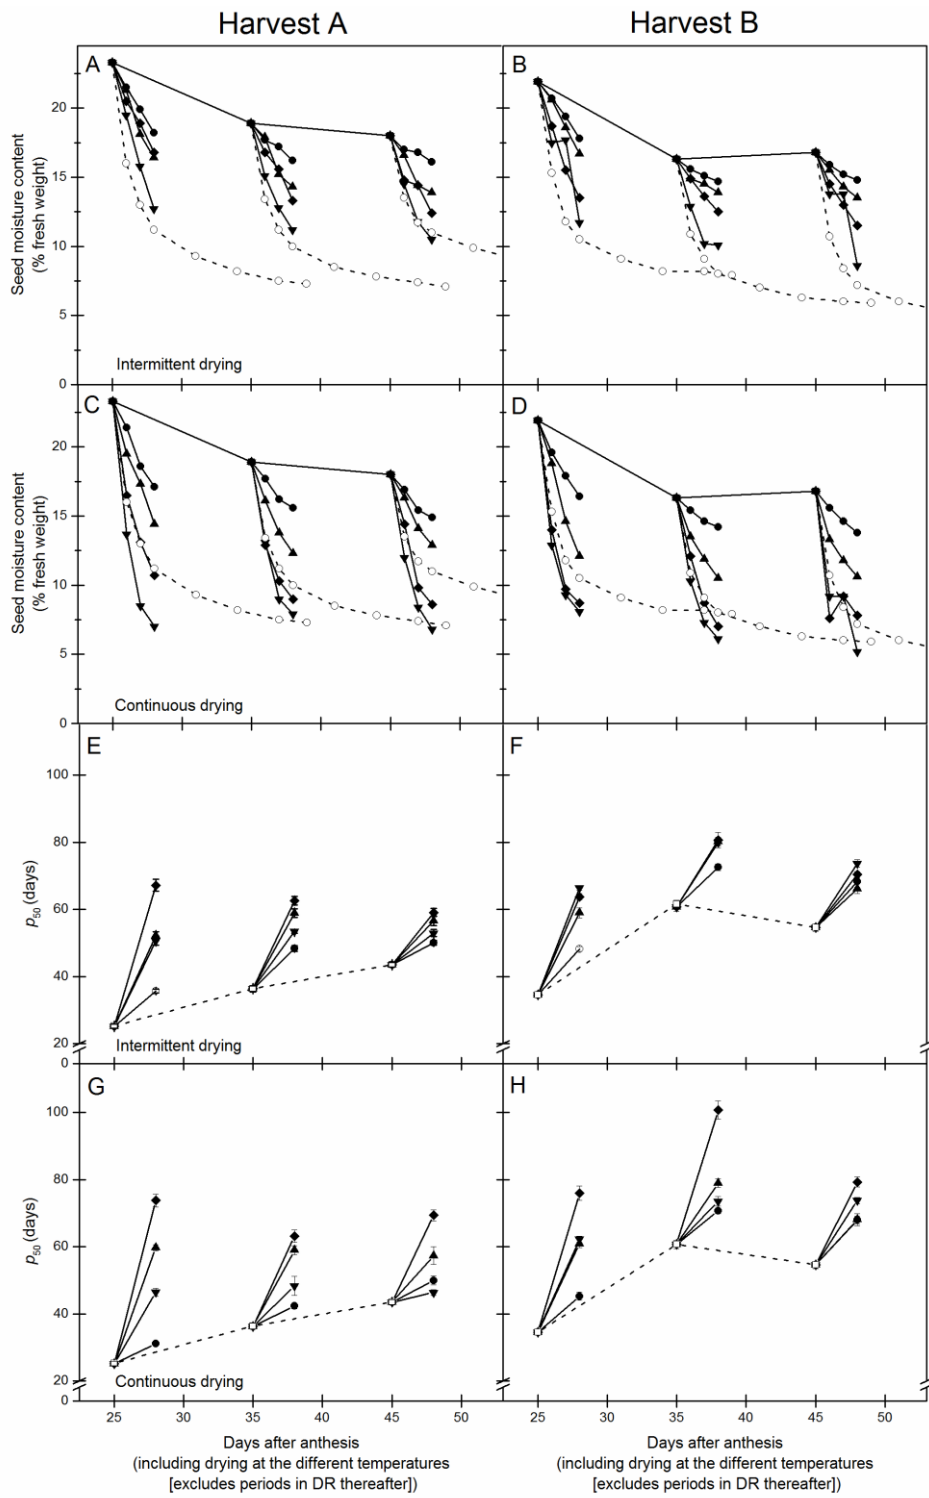 Harvest A
Harvest B
A
B
20
15
10
5
0
Seed moisture content
(% fresh weight)
Intermittent drying
C
D
20
15
10
5
0
Seed moisture content
(% fresh weight)
Continuous drying
E
F
100
80
60
40
20
0
p50 (days)
Intermittent drying
G
H
100
80
60
40
20
0
p50 (days)
Continuous drying
25 30 35 40 45 50
25 30 35 40 45 50
Days after anthesis
(including drying at the different temperatures
[excludes periods in DR thereafter])
Days after anthesis
(including drying at the different temperatures
[excludes periods in DR thereafter])